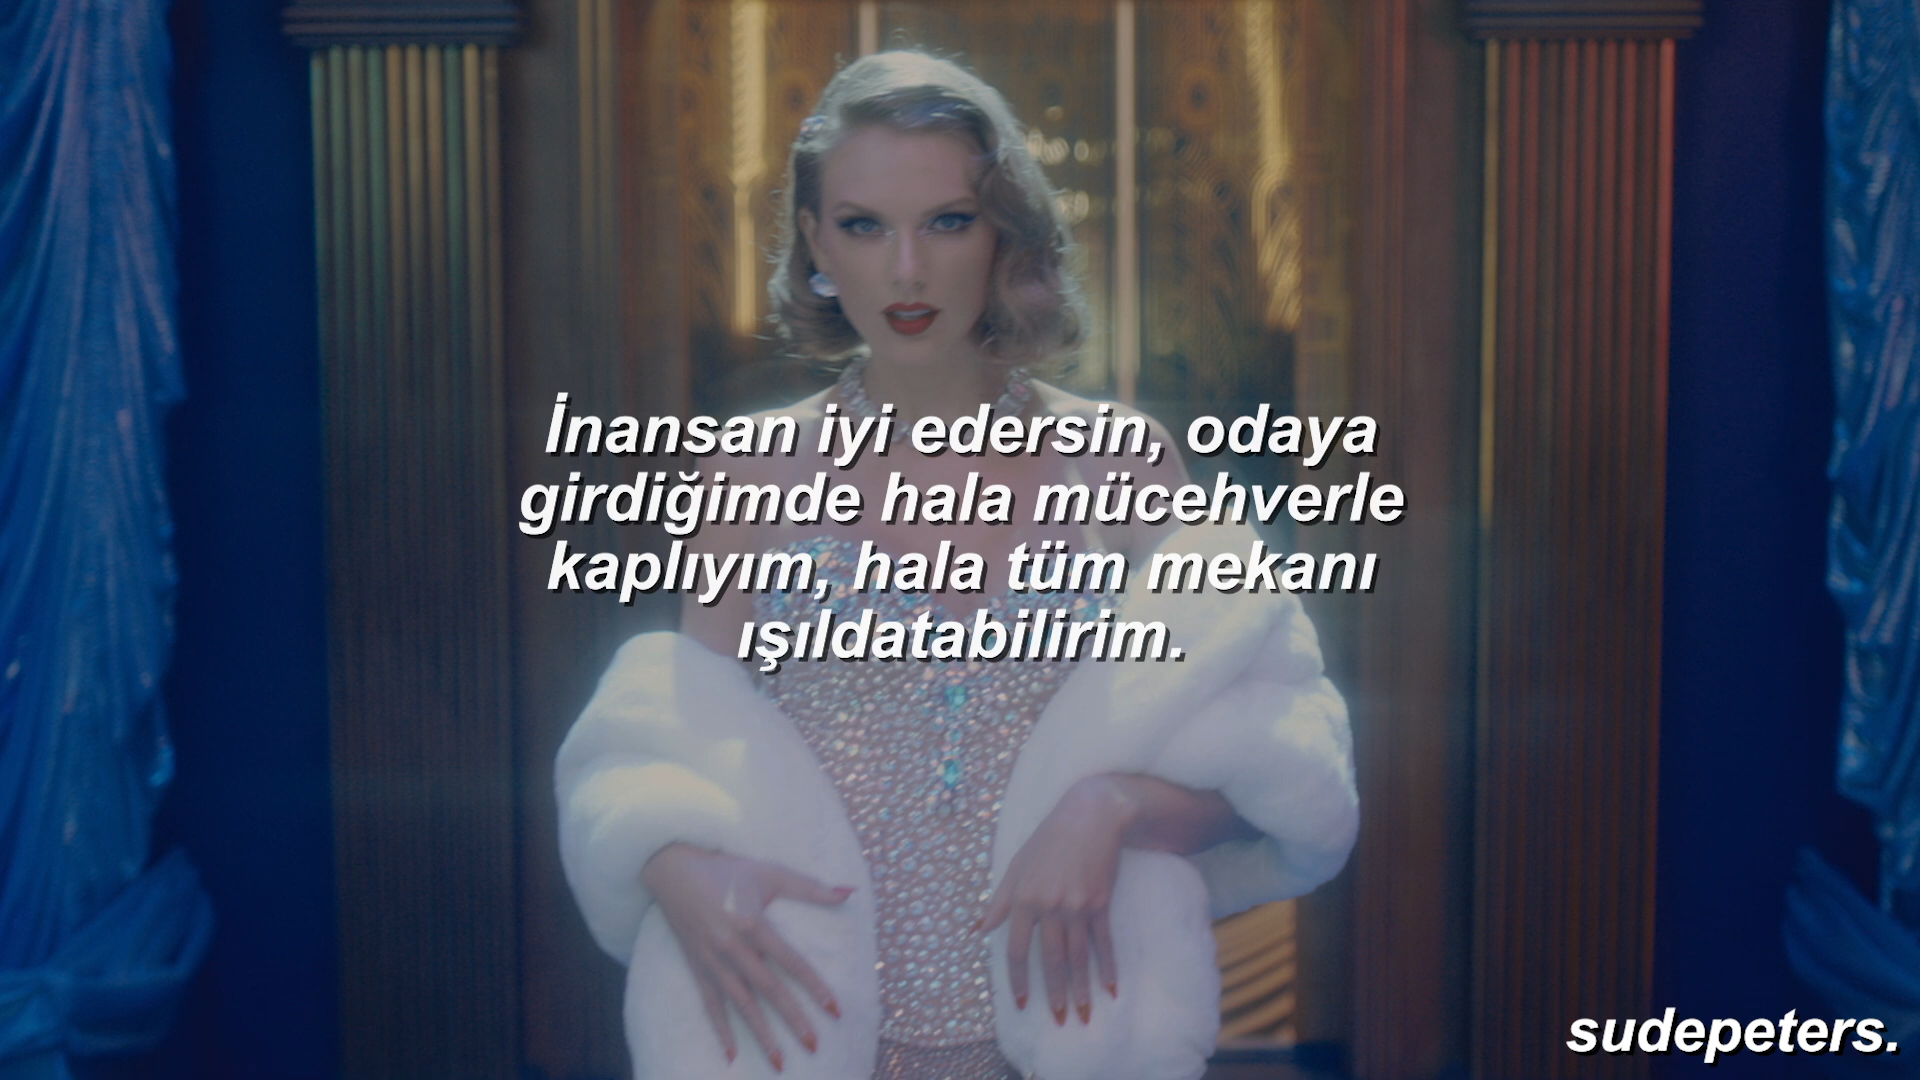 İnansan iyi edersin, odaya
girdiğimde hala mücehverle
kaplıyım, hala tüm mekanı
ışıldatabilirim.
sudepeters.